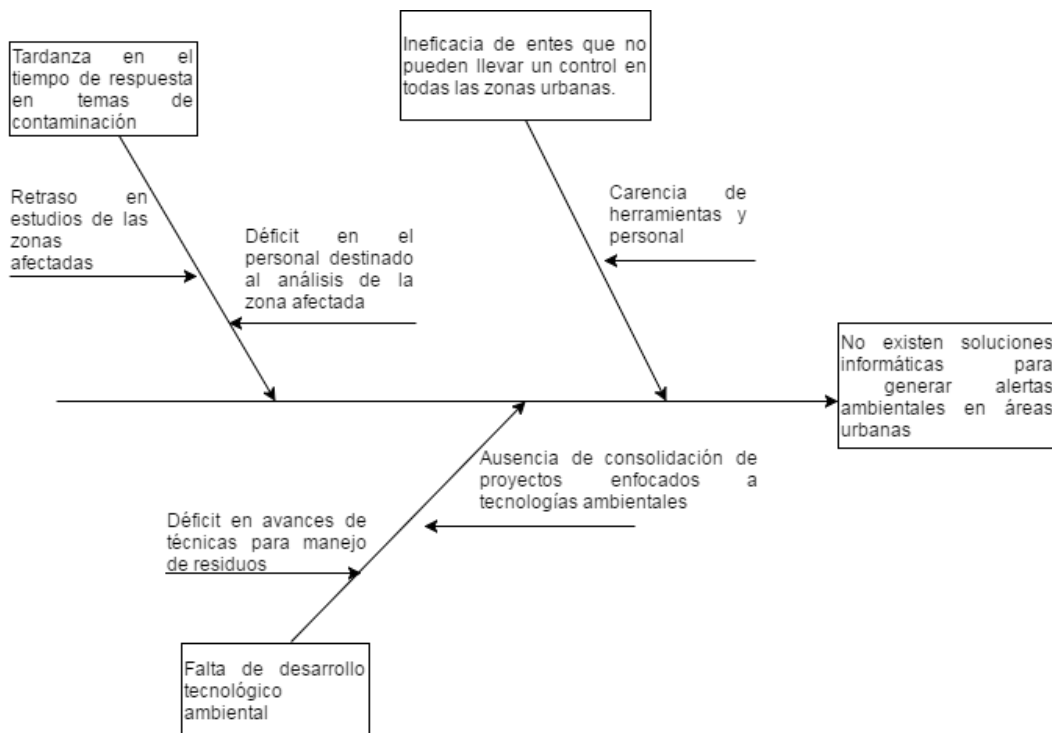 Tardanza en el
tiempo de respuesta
en temas de
contaminación
Ineficacia de entes que no
pueden llevar un control en
todas las zonas urbanas.
Retraso en
estudios de las
zonas
afectadas
Déficit en el
personal destinado
al análisis de la
zona afectada
Carencia de
herramientas y
personal
No existen soluciones
informáticas para
generar alertas
ambientales en áreas
urbanas
Ausencia de consolidación de
proyectos enfocados a
tecnologías ambientales
Déficit en avances de
técnicas para manejo
de residuos
Falta de desarrollo
tecnológico
ambiental